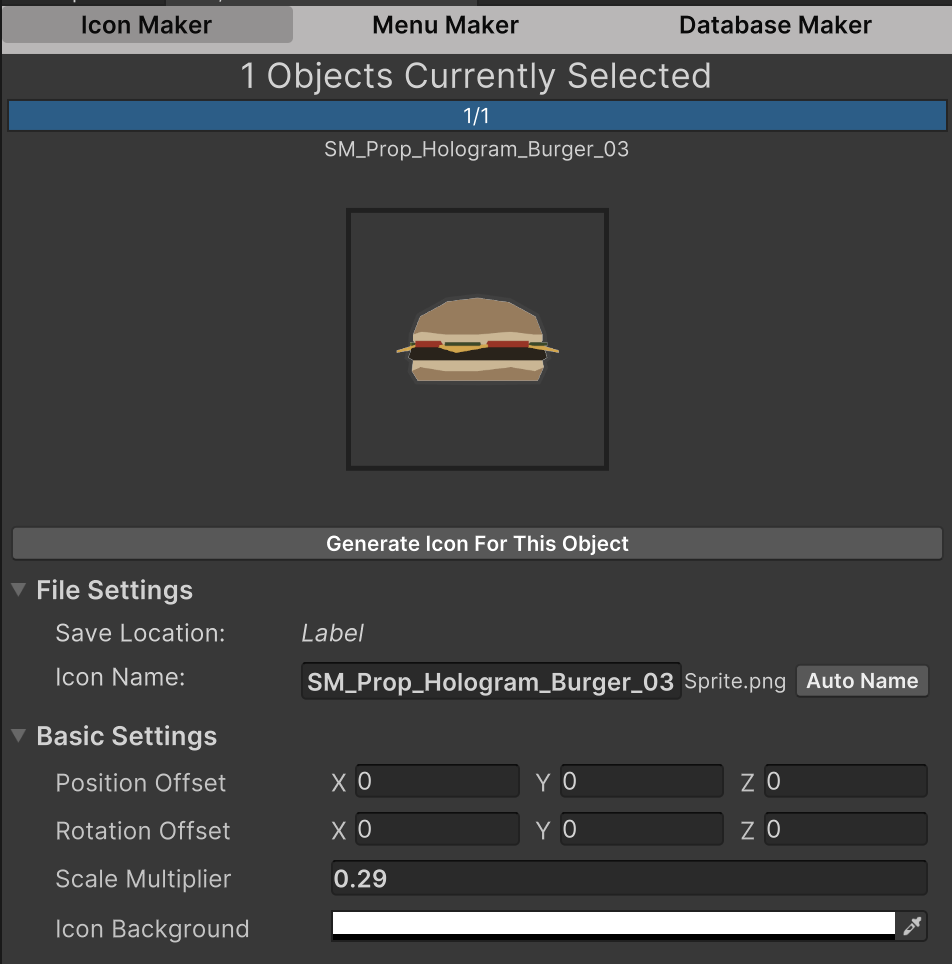 Icon Maker Menu Maker Database Maker
1 Objects Currently Selected
1/1
SM_Prop_Hologram_Burger_03
Generate Icon For This Object
File Settings
Save Location: Label
Icon Name: SM_Prop_Hologram_Burger_03 Sprite.png Auto Name
Basic Settings
Position Offset X 0 Y 0 Z 0
Rotation Offset X 0 Y 0 Z 0
Scale Multiplier 0.29
Icon Background